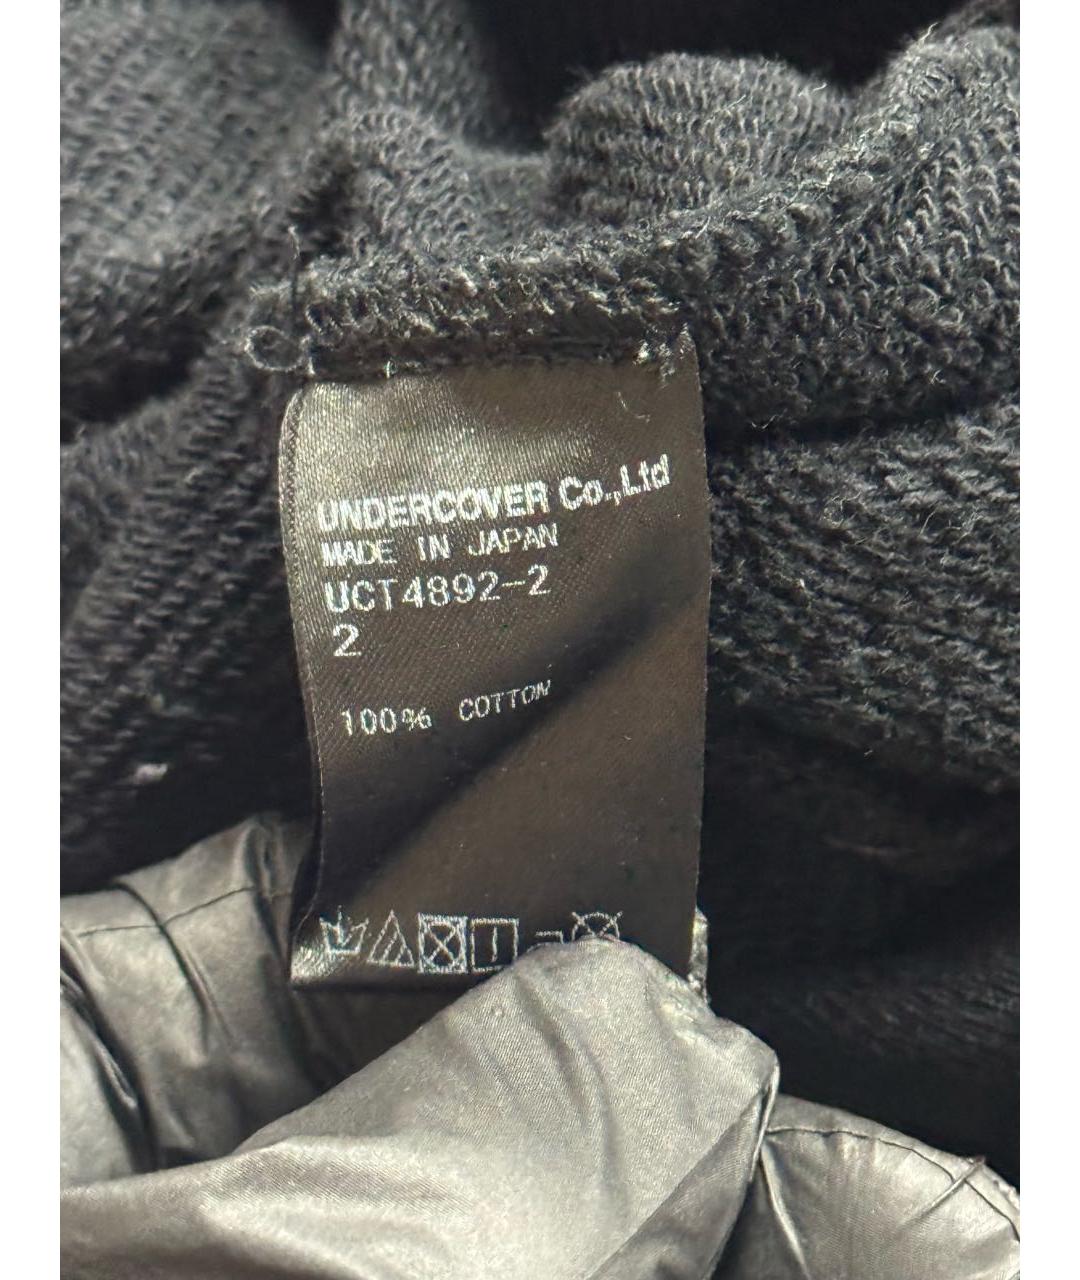 UNDERCOVER Co.,Ltd
MADE IN JAPAN
UCT4892-2
2
100% COTTON